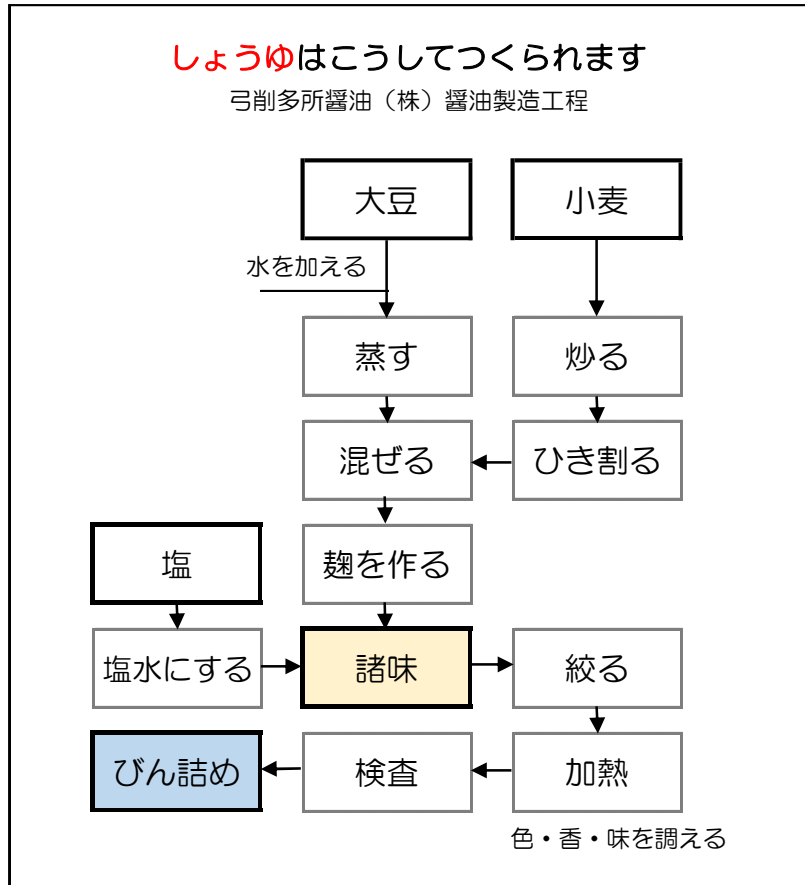 しょうゆはこうしてつくられます
弓削多所醤油（株）醤油製造工程
大豆
小麦
水を加える
蒸す
炒る
混ぜる
ひき割る
塩
麹を作る
塩水にする
諸味
絞る
びん詰め
検査
加熱
色・香・味を調える